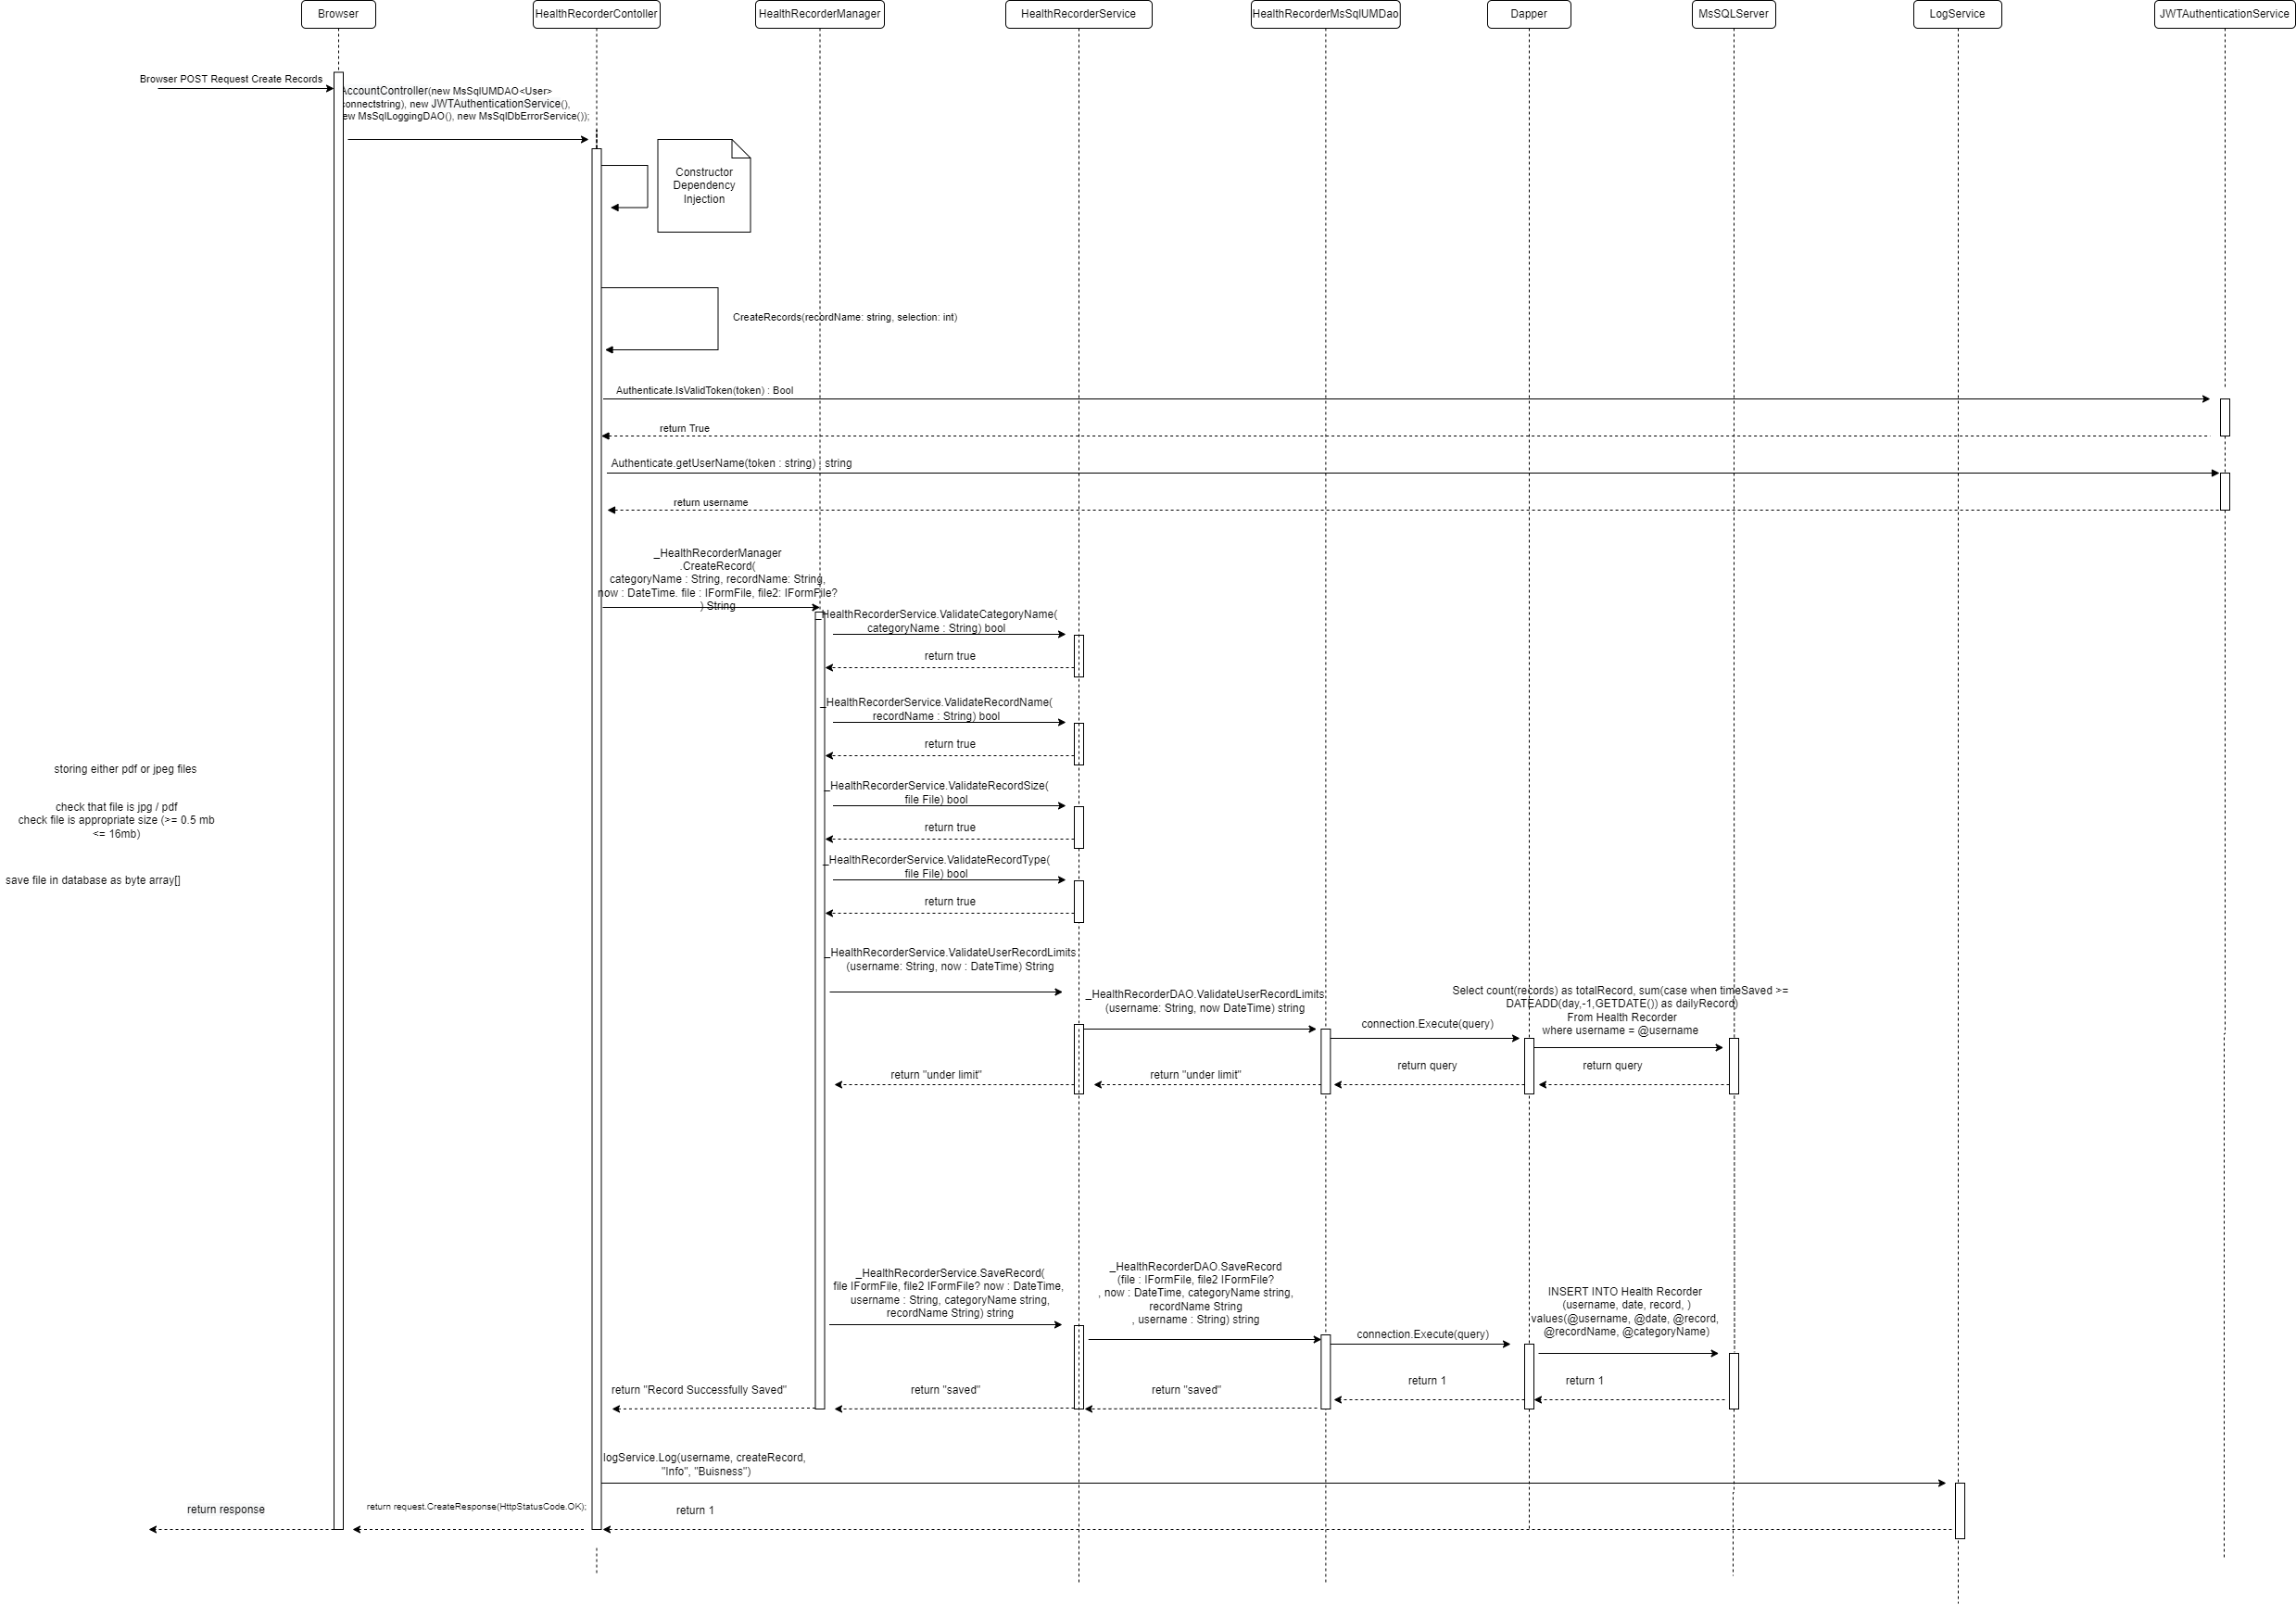 Browser
HealthRecorderContoller
HealthRecorderManager
HealthRecorderService
HealthRecorderMsSqlUMDao
Dapper
MsSQLServer
LogService
JWTAuthenticationService
Browser POST Request Create Records
AccountController(new MsSqlUMDAO<User>
connectstring), new JWTAuthenticationService(),
ew MsSqlLoggingDAO(), new MsSqlDbErrorService());
Constructor
Dependency
Injection
CreateRecords(recordName: string, selection: int)
Authenticate.IsValidToken(token) : Bool
return True
Authenticate.getUserName(token : string) : string
return username
_HealthRecorderManager
.CreateRecord(
categoryName : String, recordName: String,
now : DateTime. file : IFormFile, file2: IFormFile?
) String
_HealthRecorderService.ValidateCategoryName(
categoryName : String) bool
return true
_HealthRecorderService.ValidateRecordName(
recordName : String) bool
return true
storing either pdf or jpeg files
check that file is jpg / pdf
check file is appropriate size (>= 0.5 mb
<= 16mb)
save file in database as byte array[]
_HealthRecorderService.ValidateRecordSize(
file File) bool
return true
_HealthRecorderService.ValidateRecordType(
file File) bool
return true
_HealthRecorderService.ValidateUserRecordLimits
(username: String, now : DateTime) String
_HealthRecorderDAO.ValidateUserRecordLimits
(username: String, now DateTime) string
connection.Execute(query)
Select count(records) as totalRecord, sum(case when timeSaved >=
DATEADD(day,-1,GETDATE()) as dailyRecord)
From Health Recorder
where username = @username
return "under limit"
return "under limit"
return query
return query
_HealthRecorderService.SaveRecord(
file IFormFile, file2 IFormFile? now : DateTime,
username : String, categoryName string,
recordName String) string
_HealthRecorderDAO.SaveRecord
(file : IFormFile, file2 IFormFile?
, now : DateTime, categoryName string,
recordName String
, username : String) string
connection.Execute(query)
INSERT INTO Health Recorder
(username, date, record, )
values(@username, @date, @record,
@recordName, @categoryName)
return "Record Successfully Saved"
return "saved"
return "saved"
return 1
return 1
logService.Log(username, createRecord,
"Info", "Buisness")
return response
return request.CreateResponse(HttpStatusCode.OK);
return 1